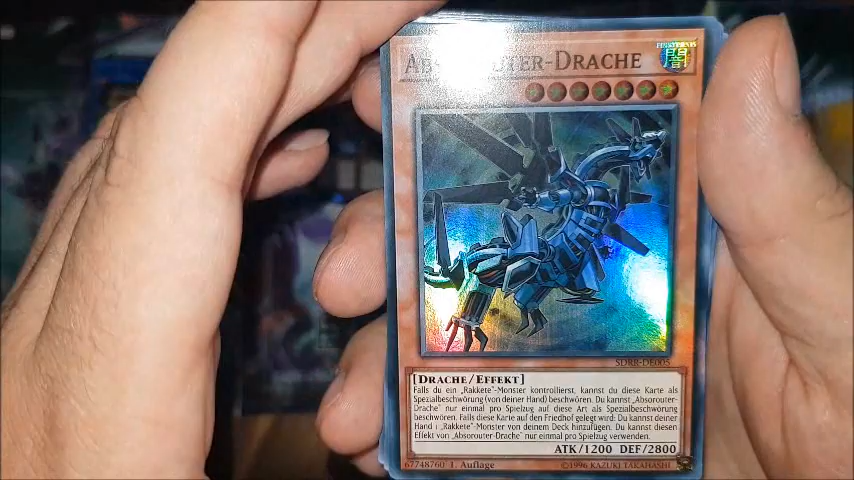 ABSOROUTER-DRACHE
闇
SDRR-DE005
[DRACHE/EFFEKT]
Falls du ein „Rakkete"-Monster kontrollierst, kannst du diese Karte als
Spezialbeschwörung (von deiner Hand) beschwören. Du kannst „Absorouter-
Drache" nur einmal pro Spielzug auf diese Art als Spezialbeschwörung
beschwören. Falls diese Karte auf den Friedhof gelegt wird: Du kannst deiner
Hand 1 „Rakkete"-Monster von deinem Deck hinzufügen. Du kannst diesen
Effekt von „Absorouter-Drache" nur einmal pro Spielzug verwenden.
ATK/1200 DEF/2800
67748760 1. Auflage
©1996 KAZUKI TAKAHASHI